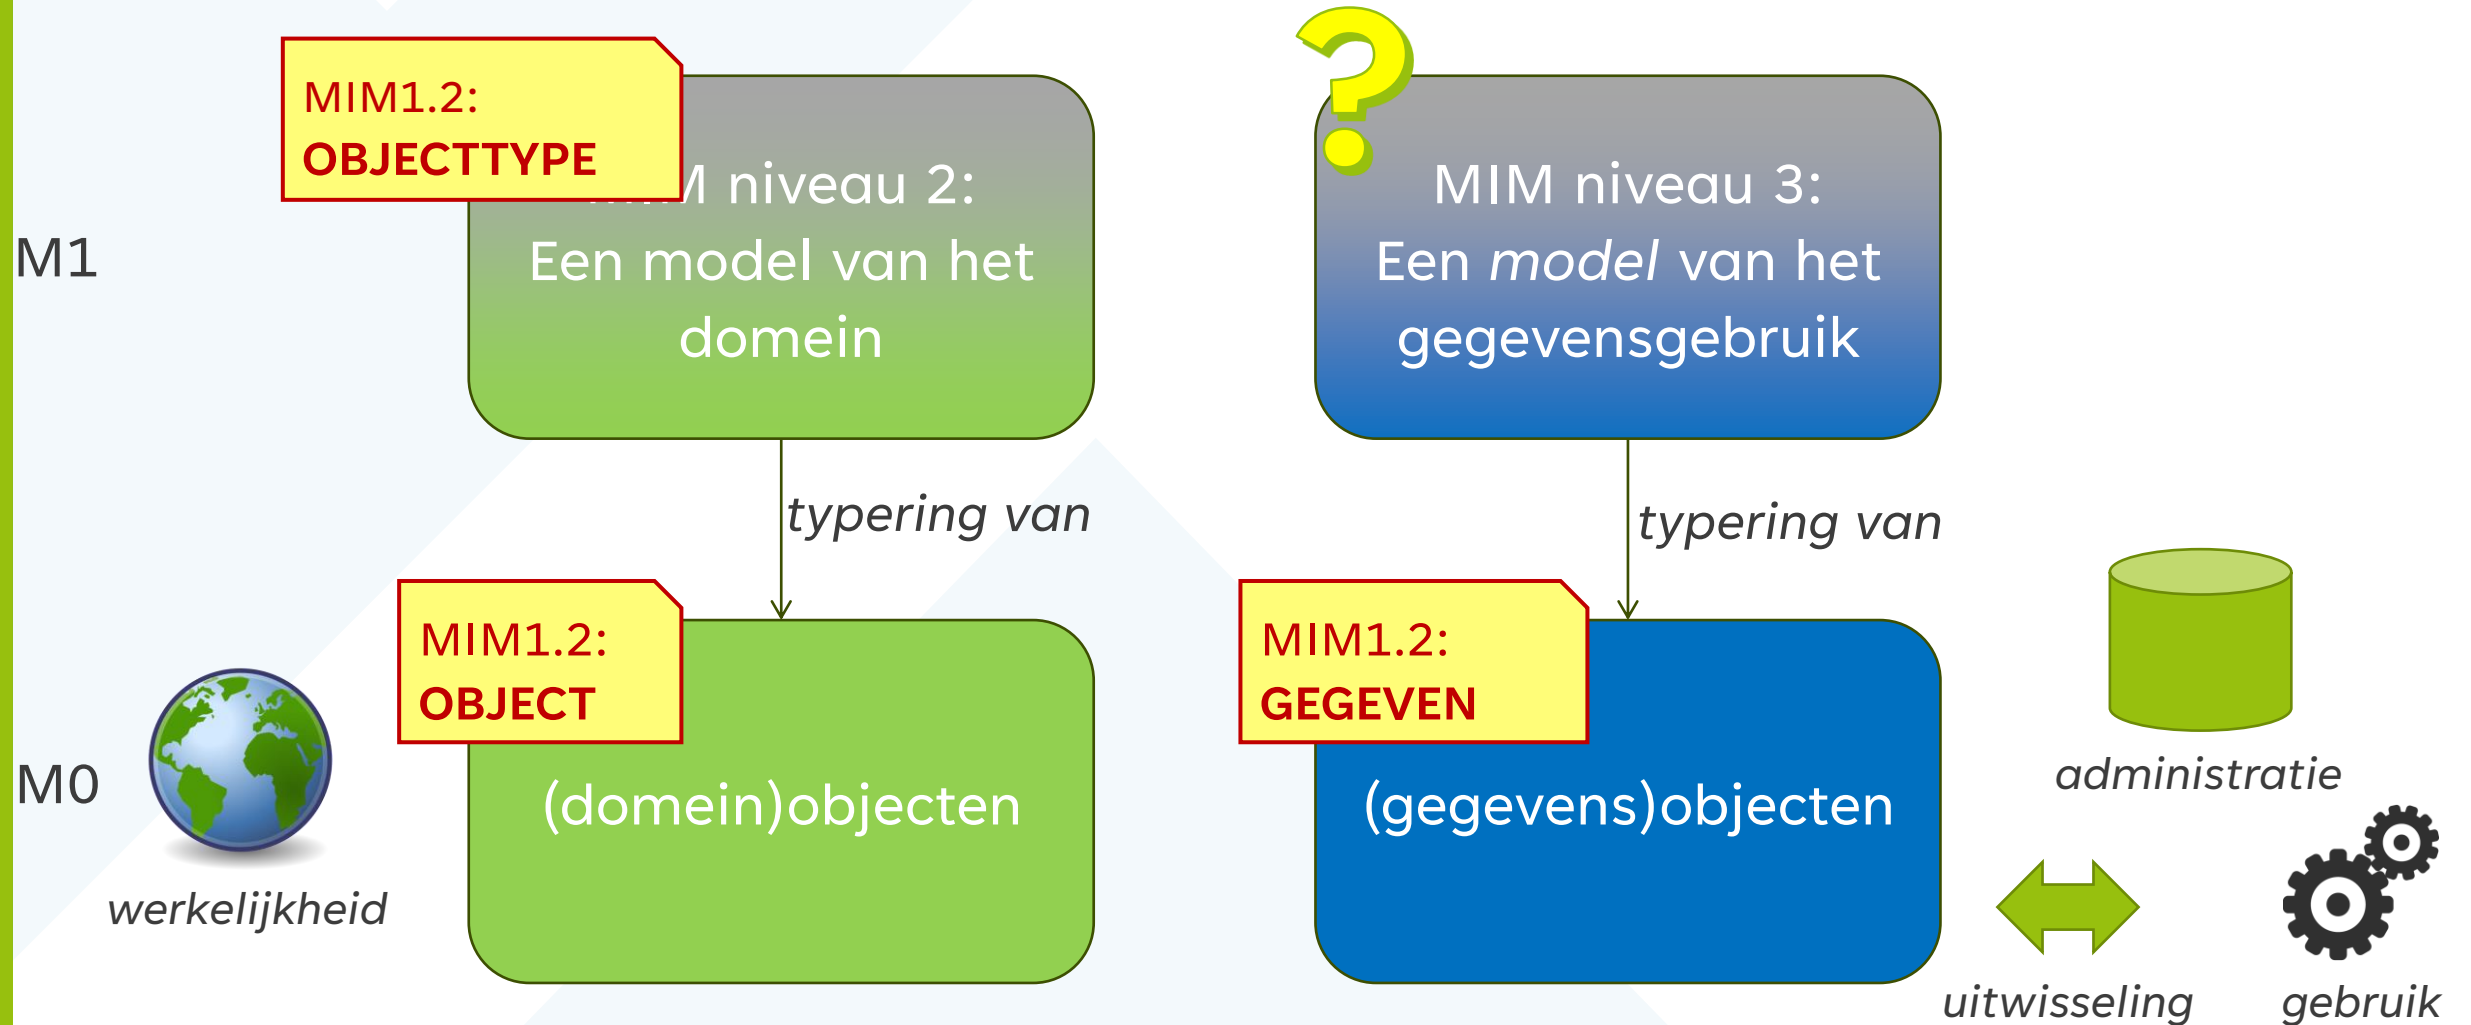 MIM1.2:
OBJECTTYPE
MIM niveau 2:
Een model van het
domein
MIM niveau 3:
Een model van het
gegevensgebruik
M1
typering van
typering van
MIM1.2:
OBJECT
(domein)objecten
MIM1.2:
GEGEVEN
(gegevens)objecten
M0
werkelijkheid
administratie
uitwisseling
gebruik